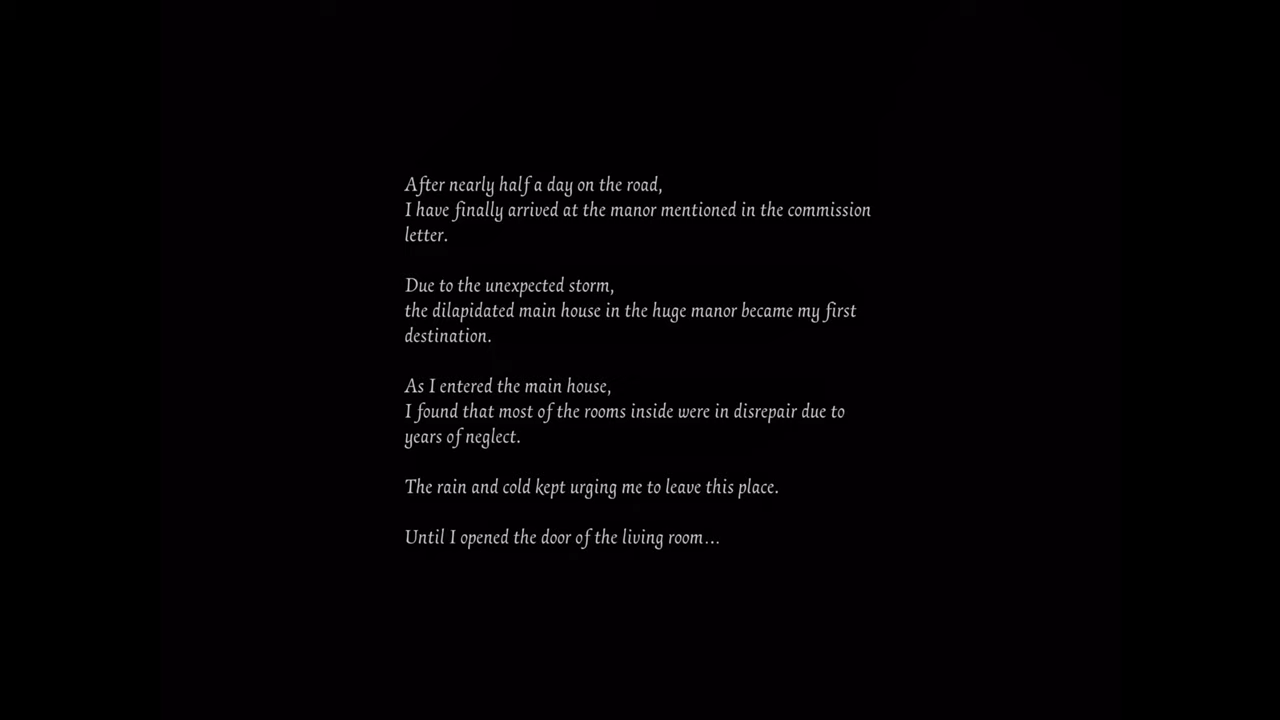 After nearly half a day on the road,
I have finally arrived at the manor mentioned in the commission
letter.
Due to the unexpected storm,
the dilapidated main house in the huge manor became my first
destination.
As I entered the main house,
I found that most of the rooms inside were in disrepair due to
years of neglect.
The rain and cold kept urging me to leave this place.
Until I opened the door of the living room...